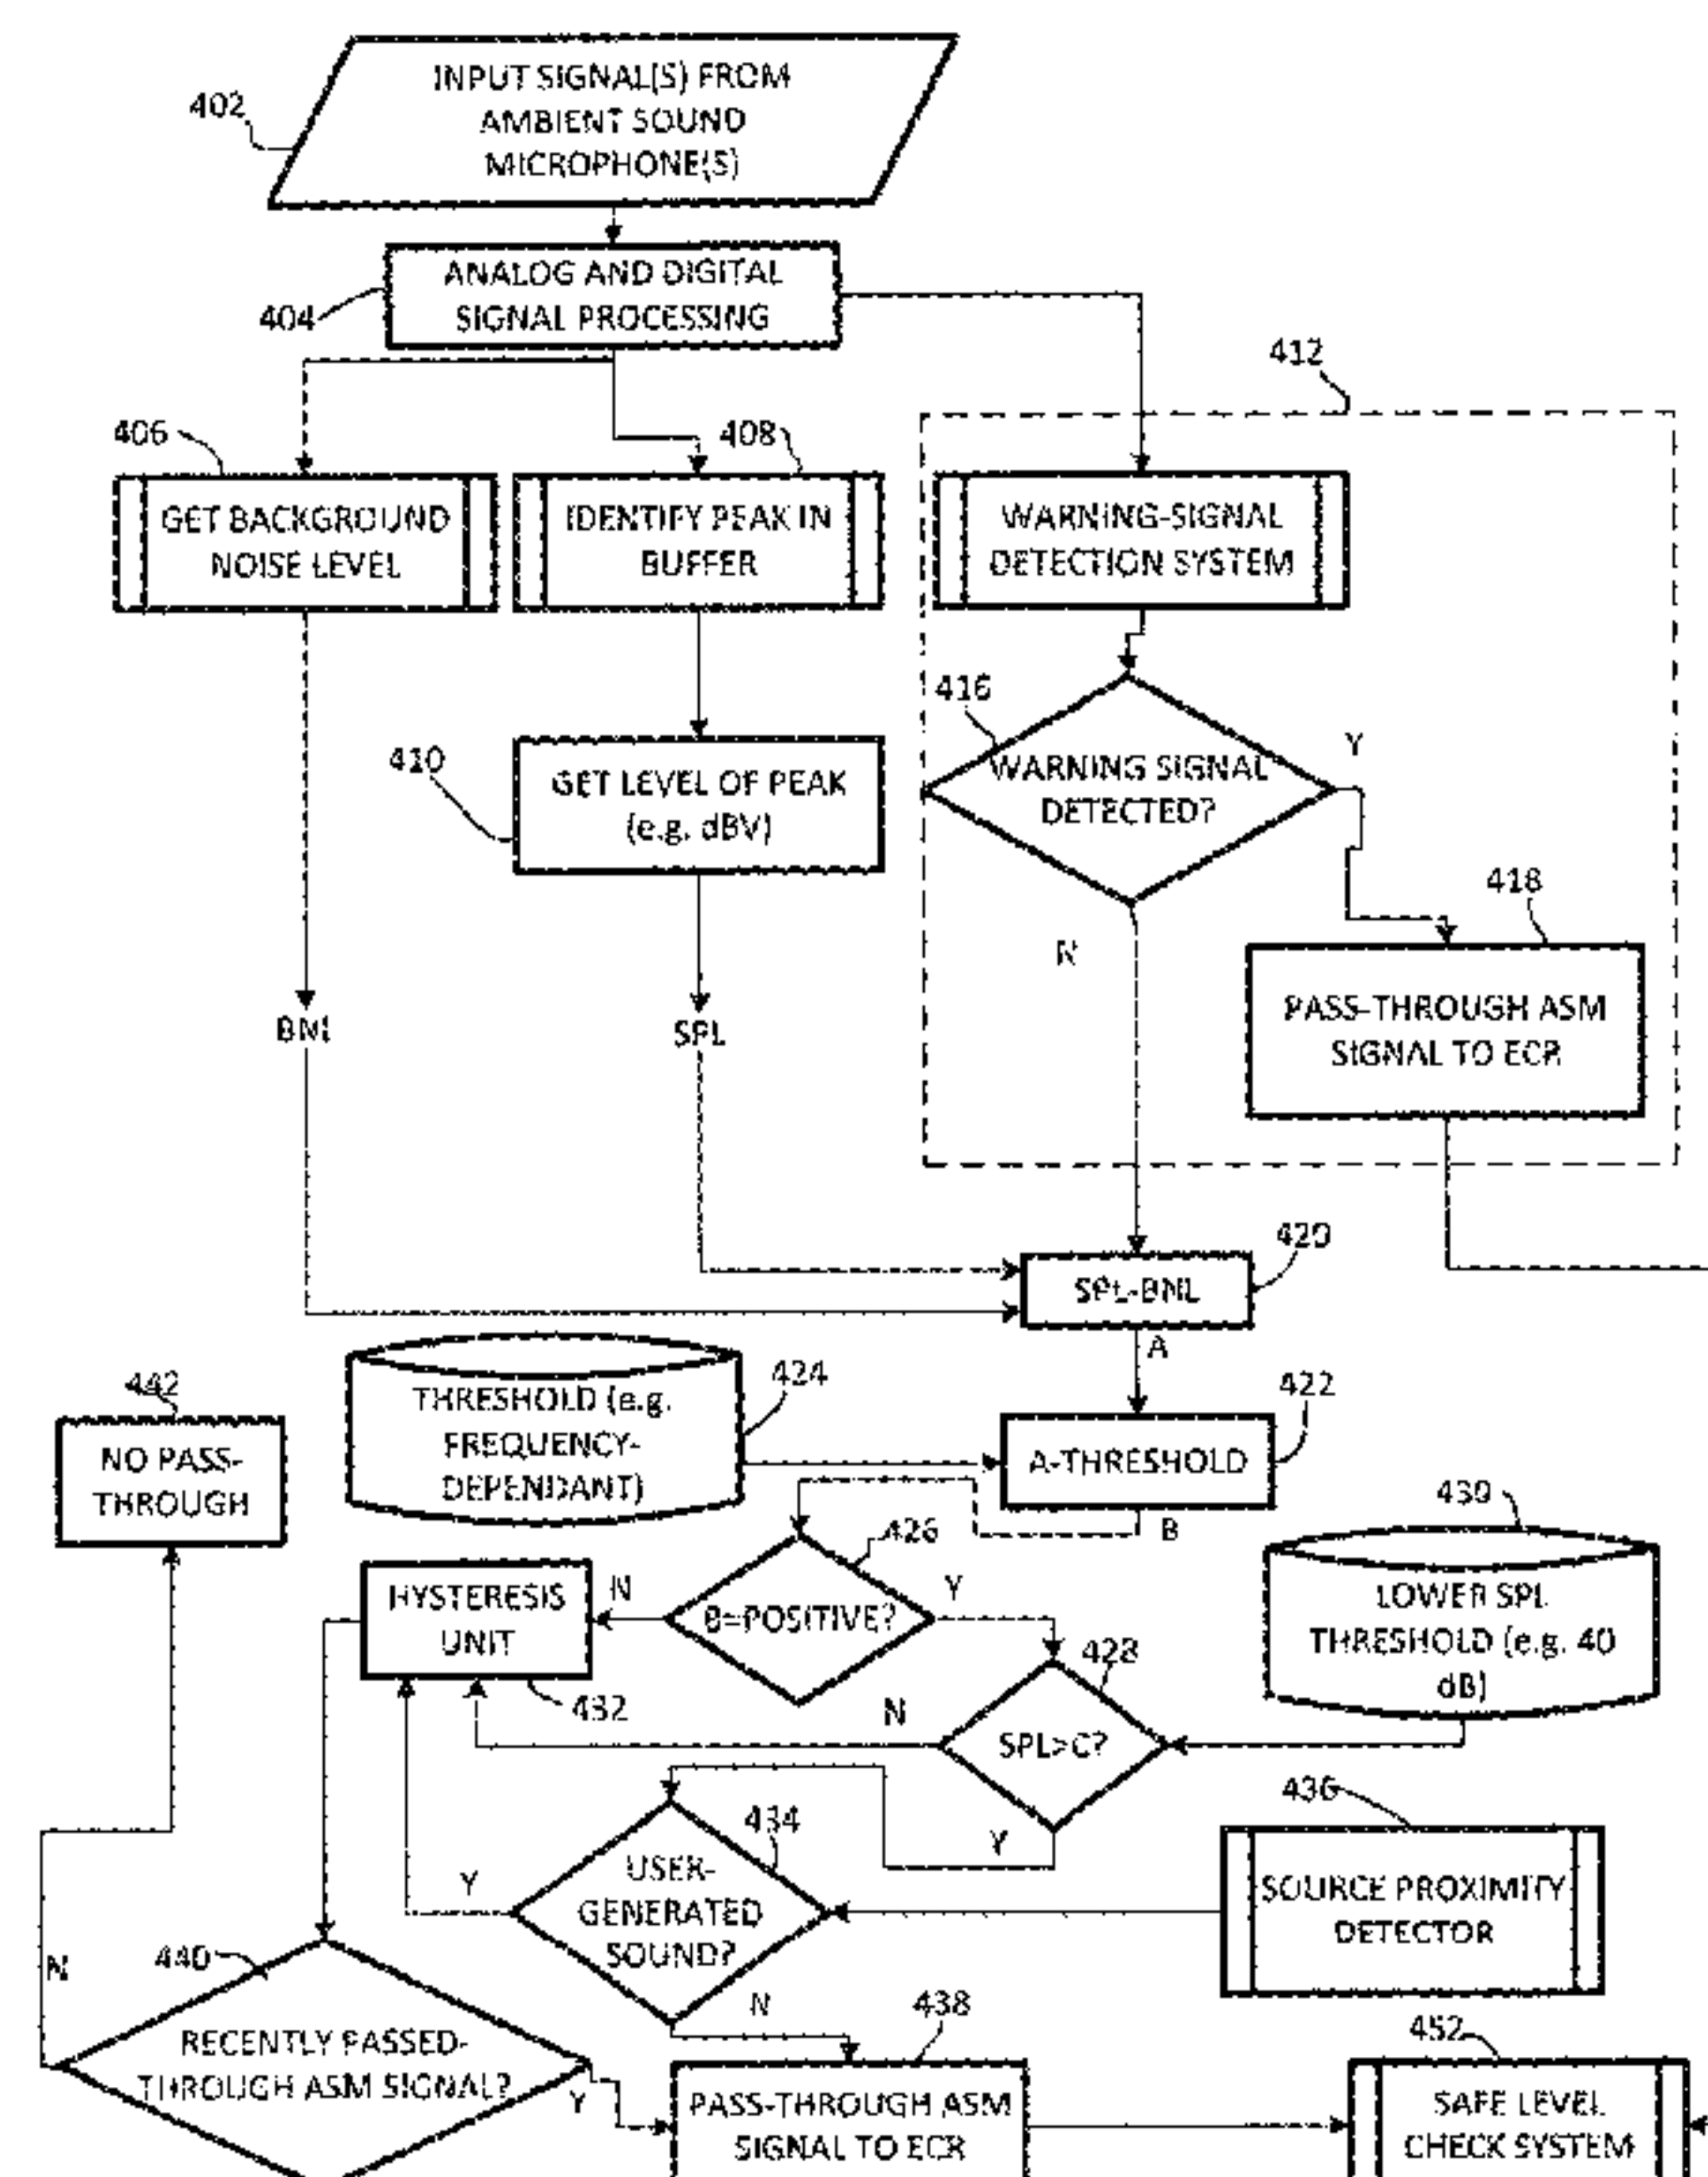 402
INPUT SIGNAL(S) FROM
AMBIENT SOUND
MICROPHONE(S)
404
ANALOG AND DIGITAL
SIGNAL PROCESSING
412
406
408
GET BACKGROUND
NOISE LEVEL
IDENTIFY PEAK IN
BUFFER
WARNING-SIGNAL
DETECTION SYSTEM
416
410
GET LEVEL OF PEAK
(e.g. dBV)
WARNING SIGNAL
DETECTED?
Y
418
N
PASS-THROUGH ASM
SIGNAL TO ECR
BNL
SPL
420
SPL-BNL
A
442
NO PASS-
THROUGH
THRESHOLD (e.g.
FREQUENCY-
DEPENDANT)
424
422
A-THRESHOLD
B
430
426
HYSTERESIS
UNIT
N
B=POSITIVE?
Y
LOWER SPL
THRESHOLD (e.g. 40
dB)
432
428
N
SPL>C?
Y
434
436
Y
USER-
GENERATED
SOUND?
SOURCE PROXIMITY
DETECTOR
N
440
N
438
452
RECENTLY PASSED-
THROUGH ASM SIGNAL?
Y
PASS-THROUGH ASM
SIGNAL TO ECR
SAFE LEVEL
CHECK SYSTEM